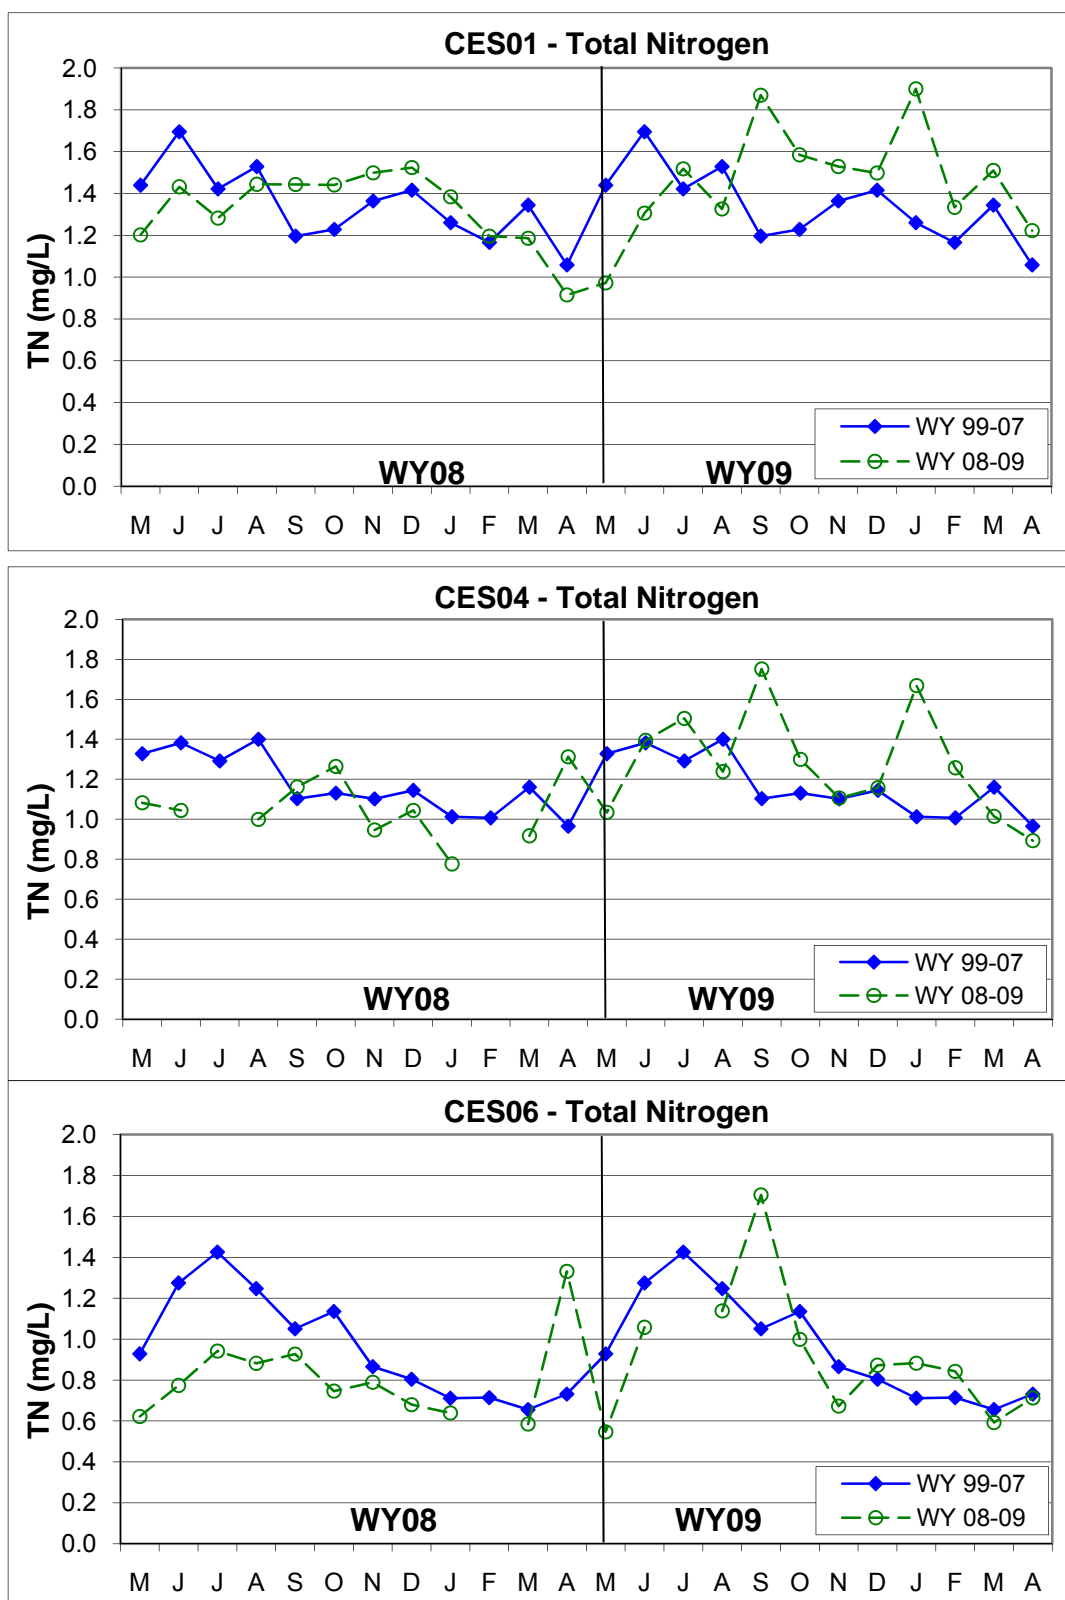 CES01 - Total Nitrogen
TN (mg/L)
2.0
1.8
1.6
1.4
1.2
1.0
0.8
0.6
0.4
0.2
0.0
WY 99-07
WY 08-09
WY08 WY09
M J J A S O N D J F M A M J J A S O N D J F M A
CES04 - Total Nitrogen
TN (mg/L)
2.0
1.8
1.6
1.4
1.2
1.0
0.8
0.6
0.4
0.2
0.0
WY 99-07
WY 08-09
WY08 WY09
M J J A S O N D J F M A M J J A S O N D J F M A
CES06 - Total Nitrogen
TN (mg/L)
2.0
1.8
1.6
1.4
1.2
1.0
0.8
0.6
0.4
0.2
0.0
WY 99-07
WY 08-09
WY08 WY09
M J J A S O N D J F M A M J J A S O N D J F M A